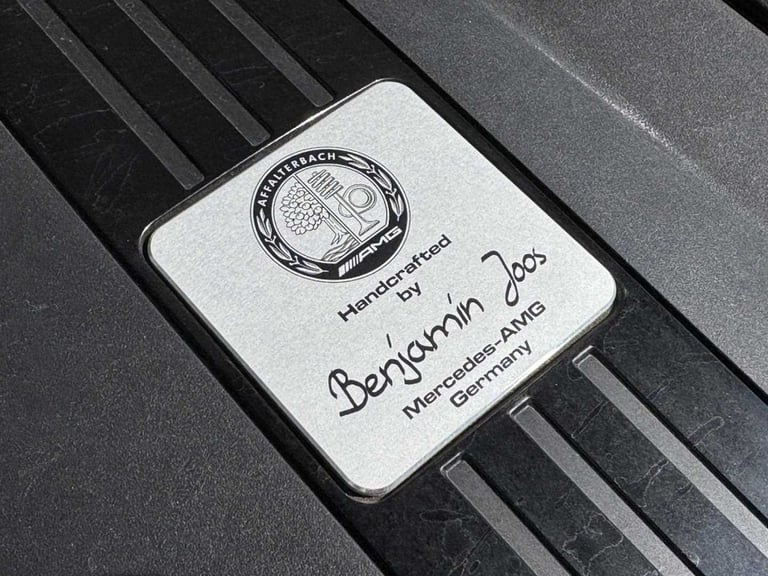 AFFALTERBACH
AMG
Handcrafted
by
Benjamin Joos
Mercedes-AMG
Germany